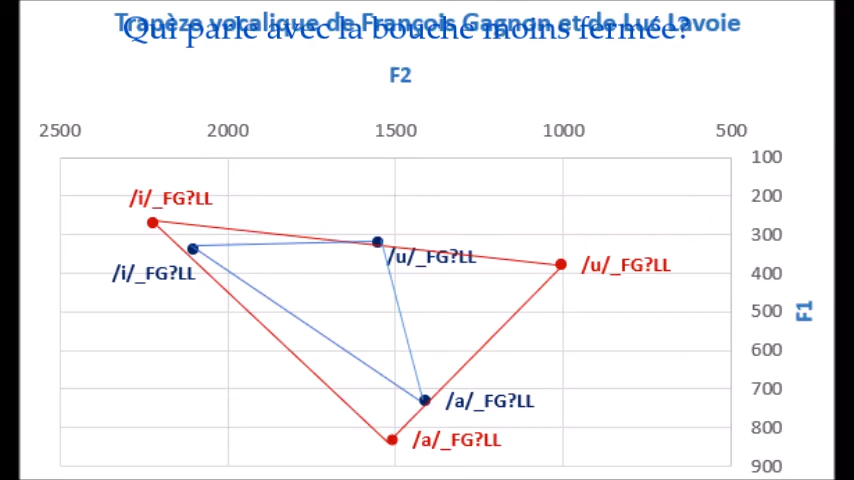 Trapèze vocalique de François Gagnon et de Luc Lavoie
Qui parle avec la bouche moins fermée?
F2
2500 2000 1500 1000 500
100
/i/_FG?LL
200
300
/u/_FG?LL
/u/_FG?LL
/i/_FG?LL
400
500
F1
600
700
/a/_FG?LL
800
/a/_FG?LL
900